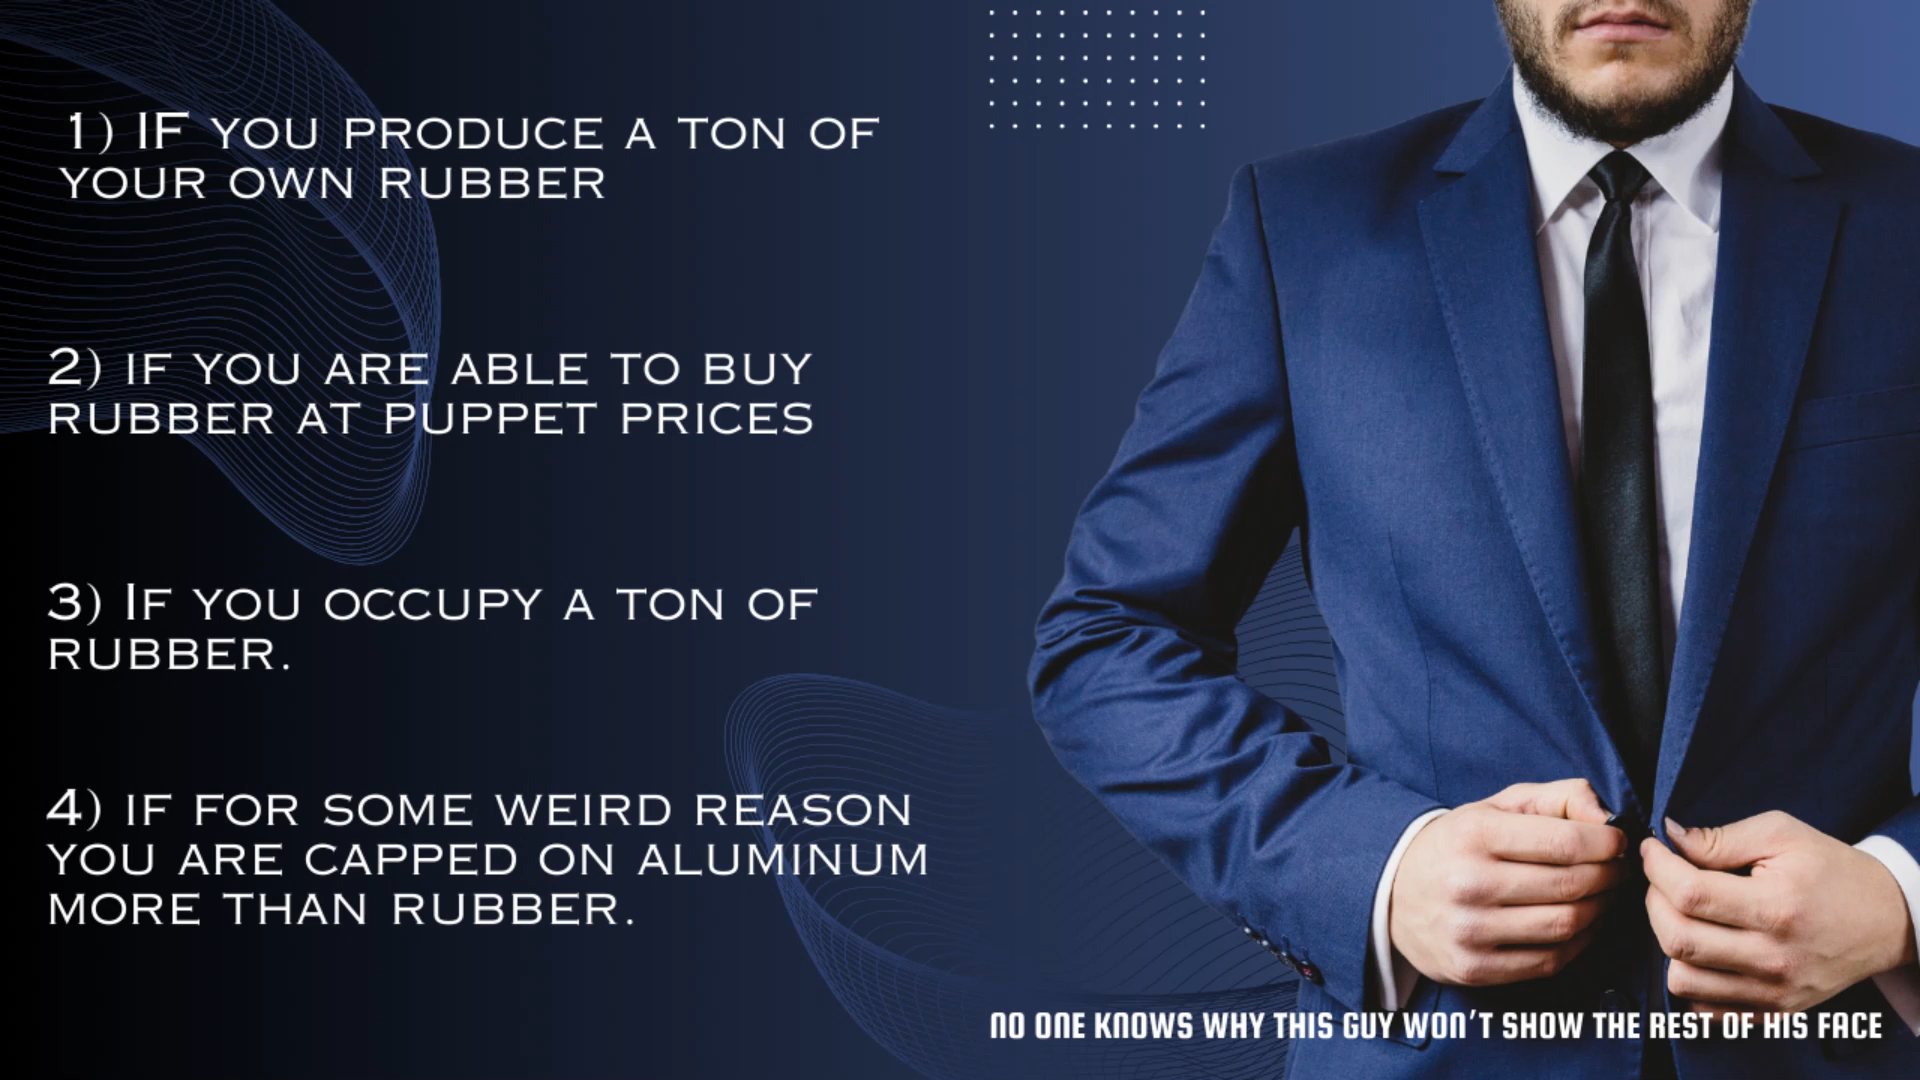 1) IF YOU PRODUCE A TON OF
YOUR OWN RUBBER
2) IF YOU ARE ABLE TO BUY
RUBBER AT PUPPET PRICES
3) IF YOU OCCUPY A TON OF
RUBBER.
4) IF FOR SOME WEIRD REASON
YOU ARE CAPPED ON ALUMINUM
MORE THAN RUBBER.
NO ONE KNOWS WHY THIS GUY WON'T SHOW THE REST OF HIS FACE